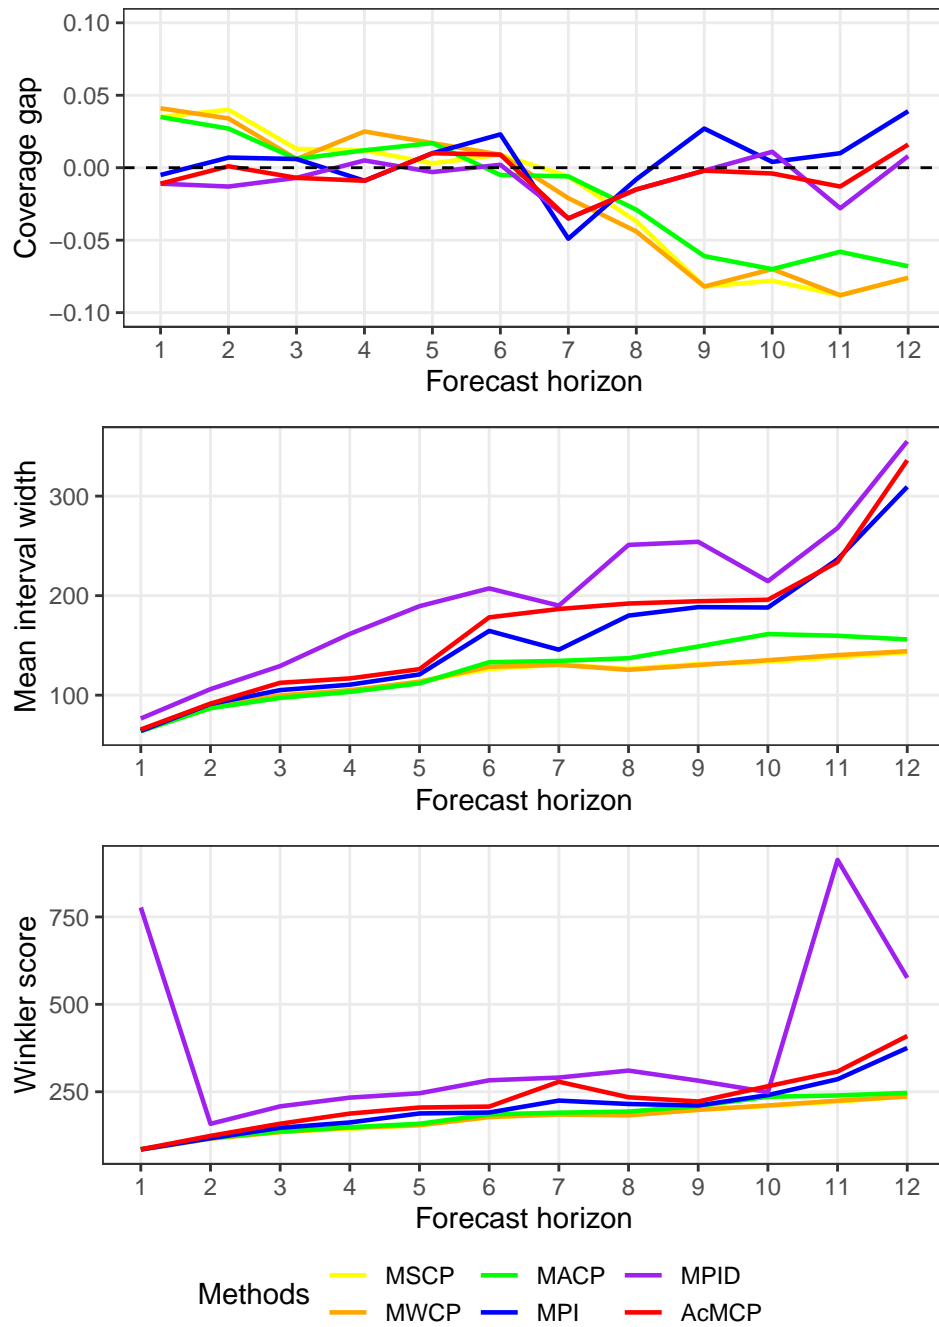 Coverage gap
0.10
0.05
0.00
−0.05
−0.10
1 2 3 4 5 6 7 8 9 10 11 12
Forecast horizon
Mean interval width
300
200
100
1 2 3 4 5 6 7 8 9 10 11 12
Forecast horizon
Winkler score
750
500
250
1 2 3 4 5 6 7 8 9 10 11 12
Forecast horizon
Methods
MSCP MACP MPID
MWCP MPI AcMCP